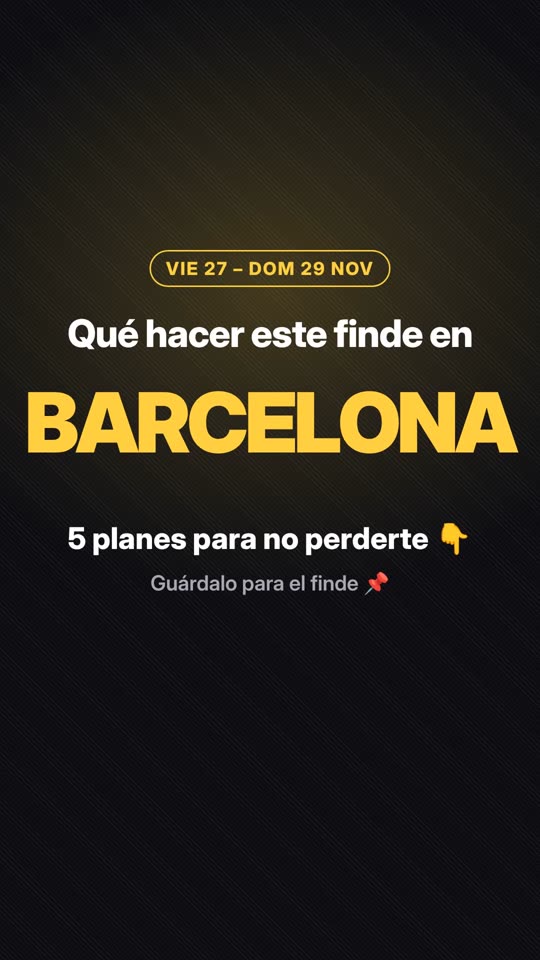 VIE 27 – DOM 29 NOV
Qué hacer este finde en
BARCELONA
5 planes para no perderte 👇
Guárdalo para el finde 📌